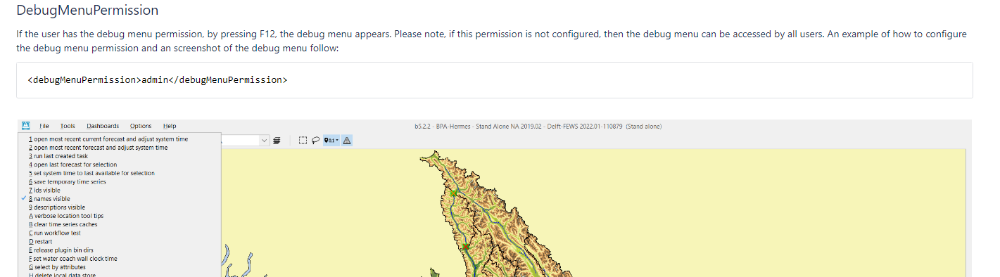 DebugMenuPermission
If the user has the debug menu permission, by pressing F12, the debug menu appears. Please note, if this permission is not configured, then the debug menu can be accessed by all users. An example of how to configure
the debug menu permission and an screenshot of the debug menu follow:
<debugMenuPermission>admin</debugMenuPermission>
File Tools Dashboards Options Help
b5.2.2 - BPA-Hermes - Stand Alone NA 2019.02 - Delft-FEWS 2022.01-110879 (Stand alone)
0.1
1 open most recent current forecast and adjust system time
2 open most recent forecast and adjust system time
3 run last created task
4 open last forecast for selection
5 set system time to last available for selection
6 save temporary time series
7 ids visible
8 names visible
9 descriptions visible
A verbose location tool tips
B clear time series caches
C run workflow test
D restart
E release plugin bin dirs
F set water coach wall clock time
G select by attributes
H delete local data store